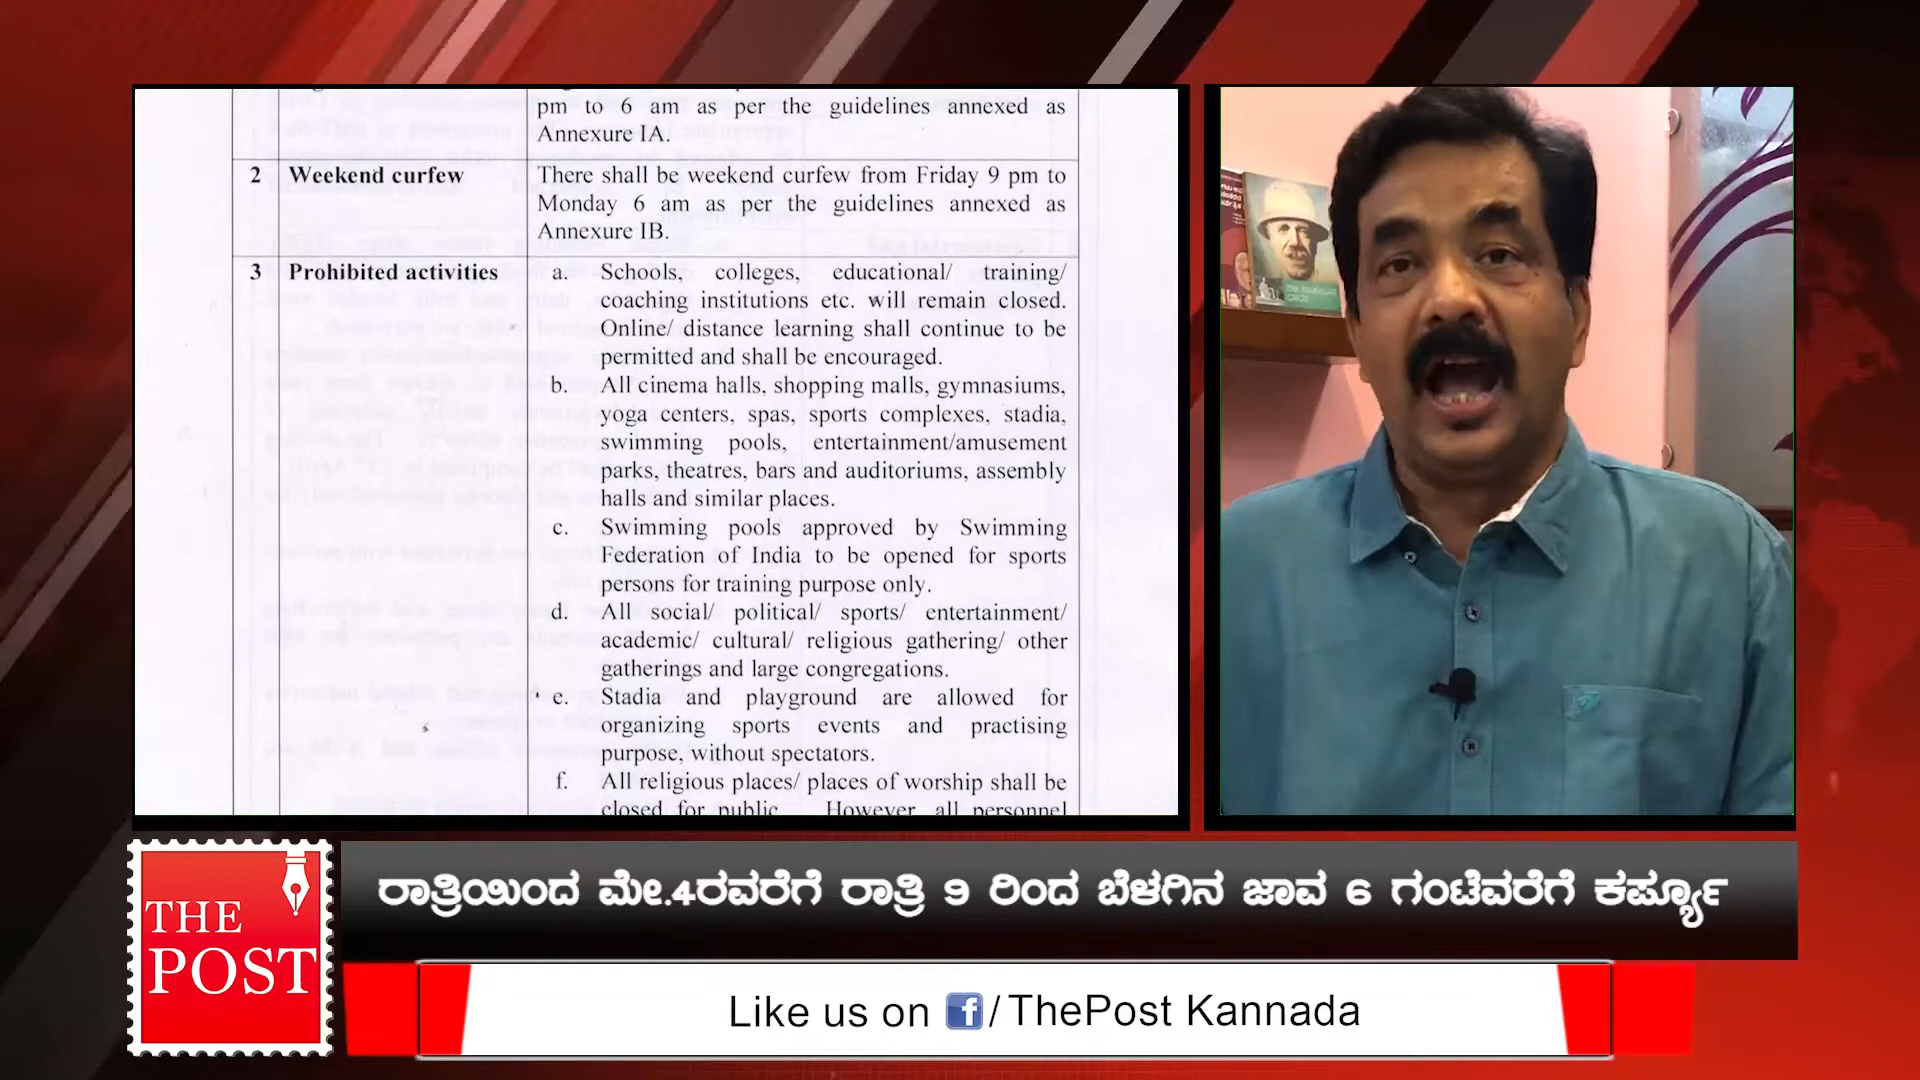 pm to 6 am as per the guidelines annexed as
Annexure IA.
2 Weekend curfew There shall be weekend curfew from Friday 9 pm to
Monday 6 am as per the guidelines annexed as
Annexure IB.
3 Prohibited activities a. Schools, colleges, educational/ training/
coaching institutions etc. will remain closed.
Online/ distance learning shall continue to be
permitted and shall be encouraged.
b. All cinema halls, shopping malls, gymnasiums,
yoga centers, spas, sports complexes, stadia,
swimming pools, entertainment/amusement
parks, theatres, bars and auditoriums, assembly
halls and similar places.
c. Swimming pools approved by Swimming
Federation of India to be opened for sports
persons for training purpose only.
d. All social/ political/ sports/ entertainment/
academic/ cultural/ religious gathering/ other
gatherings and large congregations.
e. Stadia and playground are allowed for
organizing sports events and practising
purpose, without spectators.
f. All religious places/ places of worship shall be
closed for public. However, all personnel
THE
POST
ರಾತ್ರಿಯಿಂದ ಮೇ.4ರವರೆಗೆ ರಾತ್ರಿ 9 ರಿಂದ ಬೆಳಗಿನ ಜಾವ 6 ಗಂಟೆವರೆಗೆ ಕರ್ಫ್ಯೂ
Like us on f/ThePost Kannada